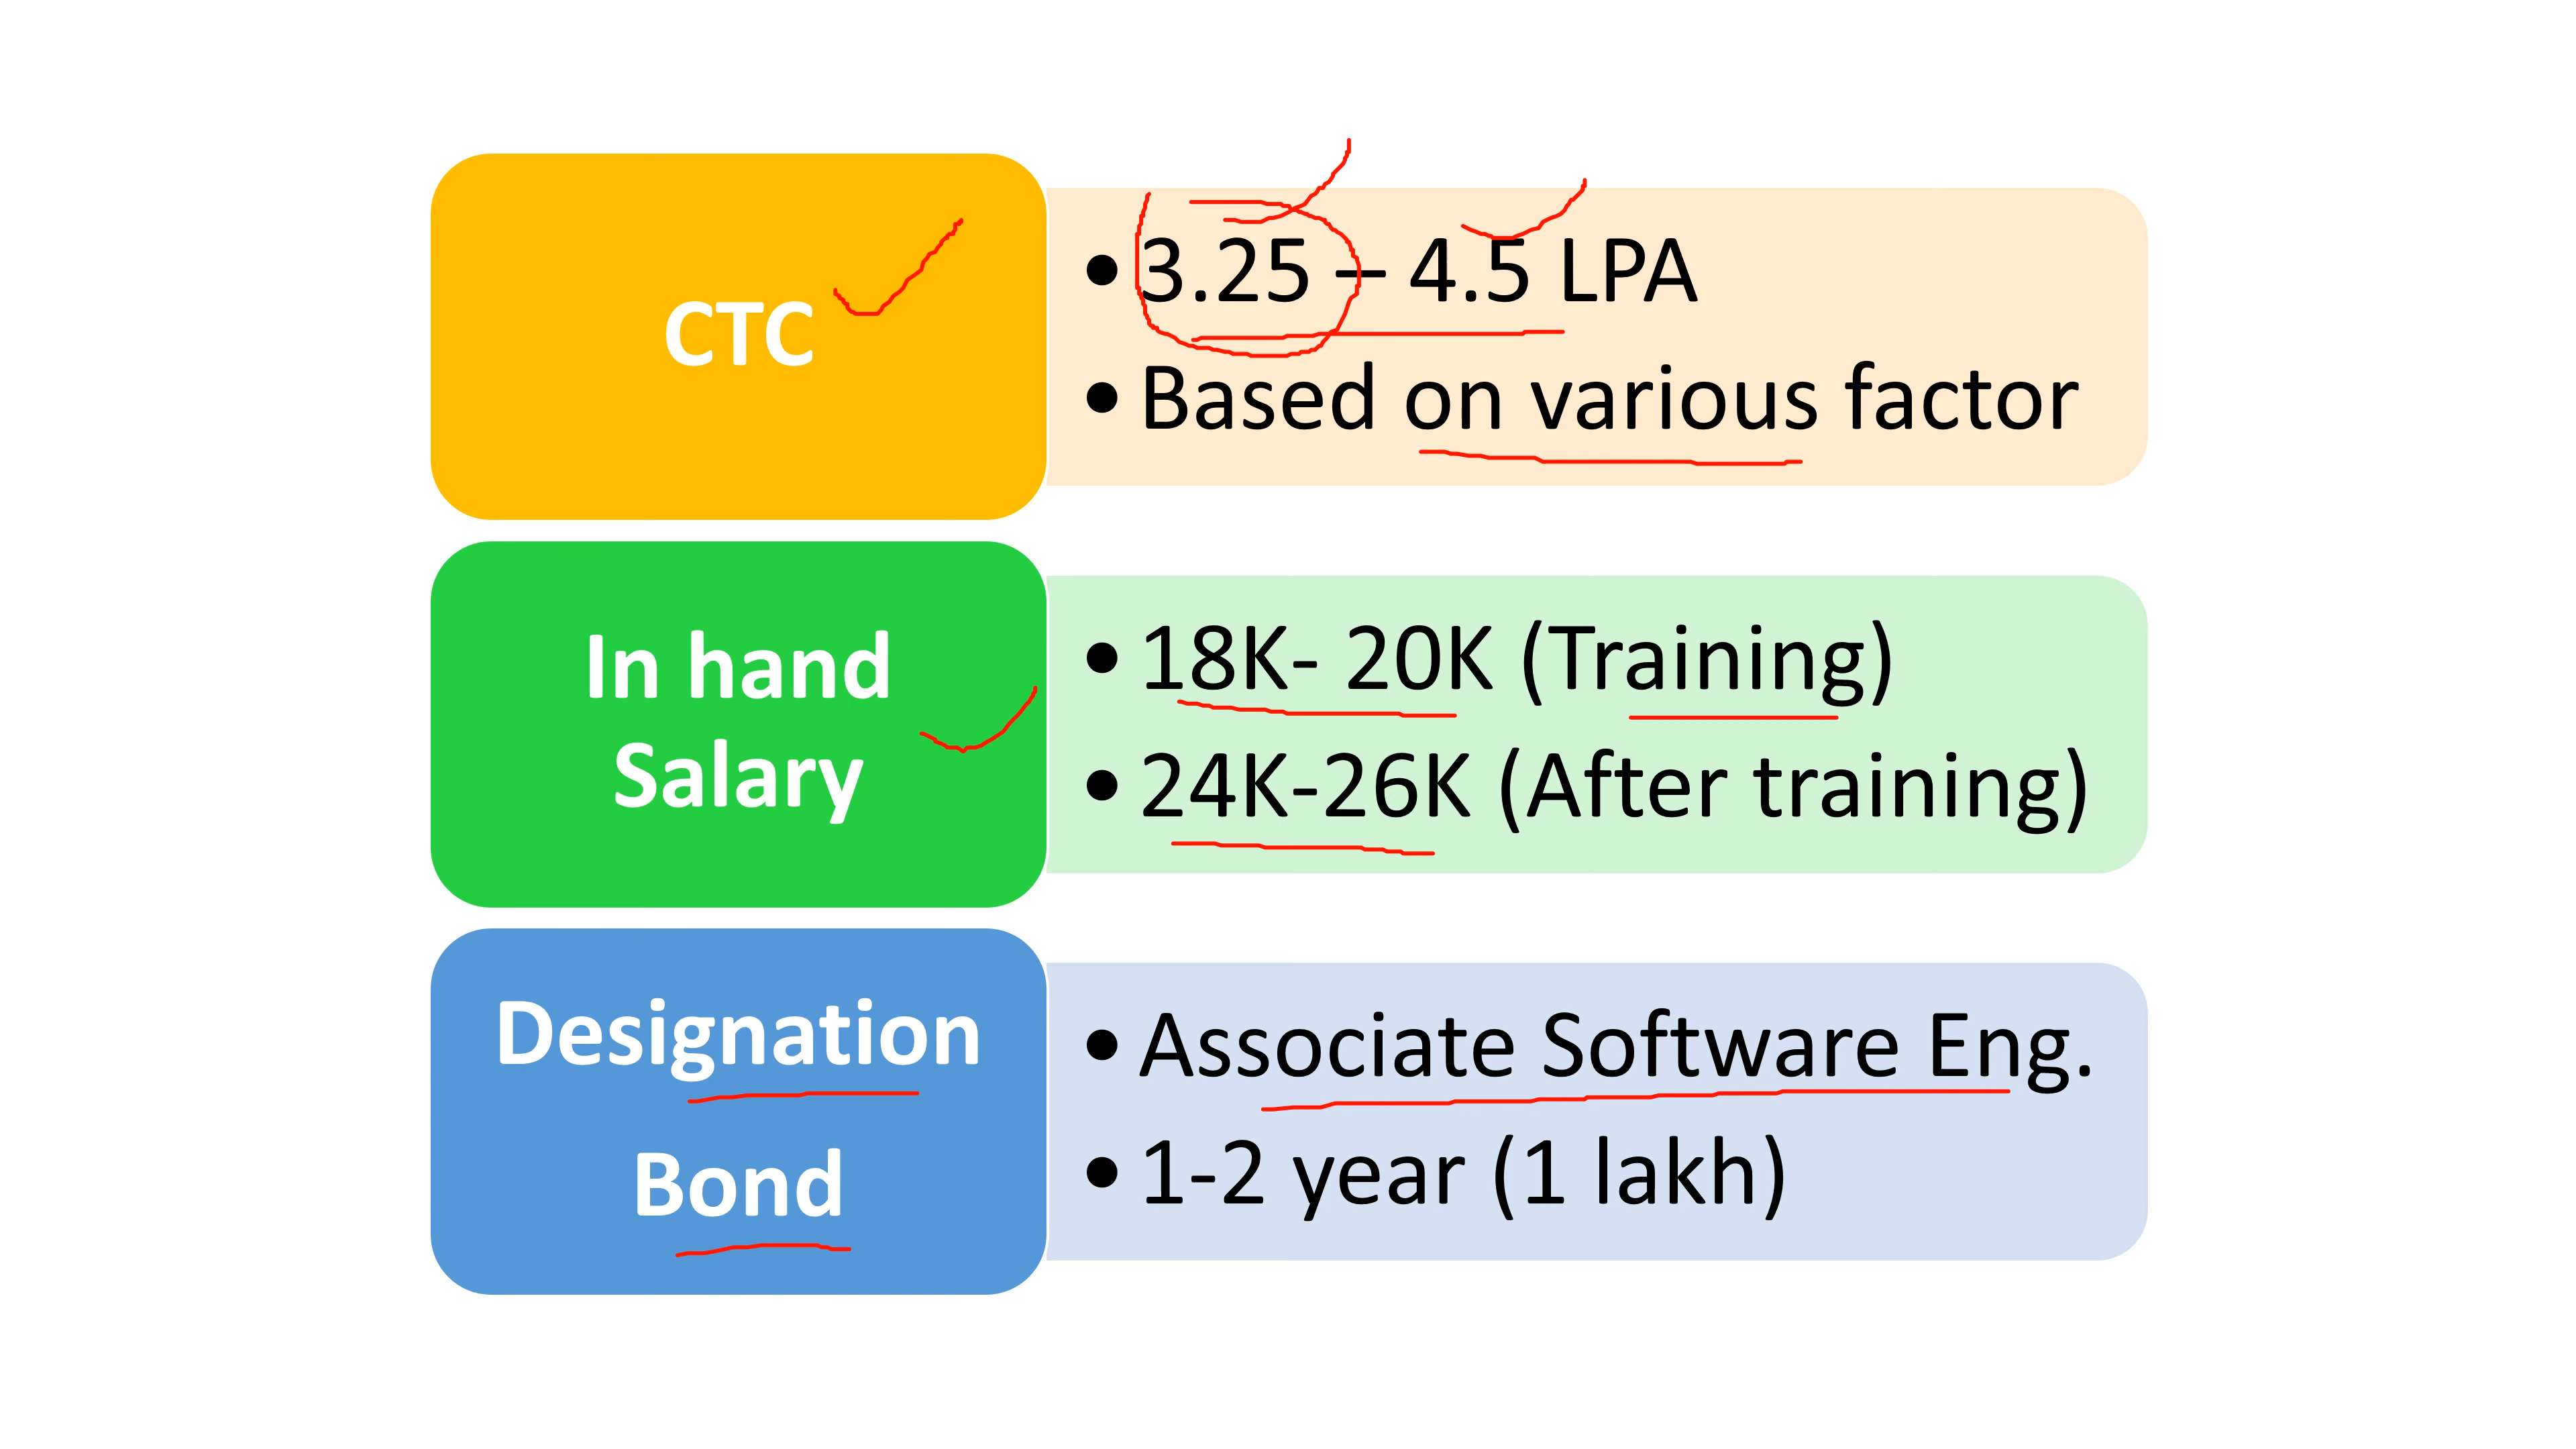 CTC
• 3.25 – 4.5 LPA
• Based on various factor
In hand
Salary
• 18K- 20K (Training)
• 24K-26K (After training)
Designation
Bond
• Associate Software Eng.
• 1-2 year (1 lakh)